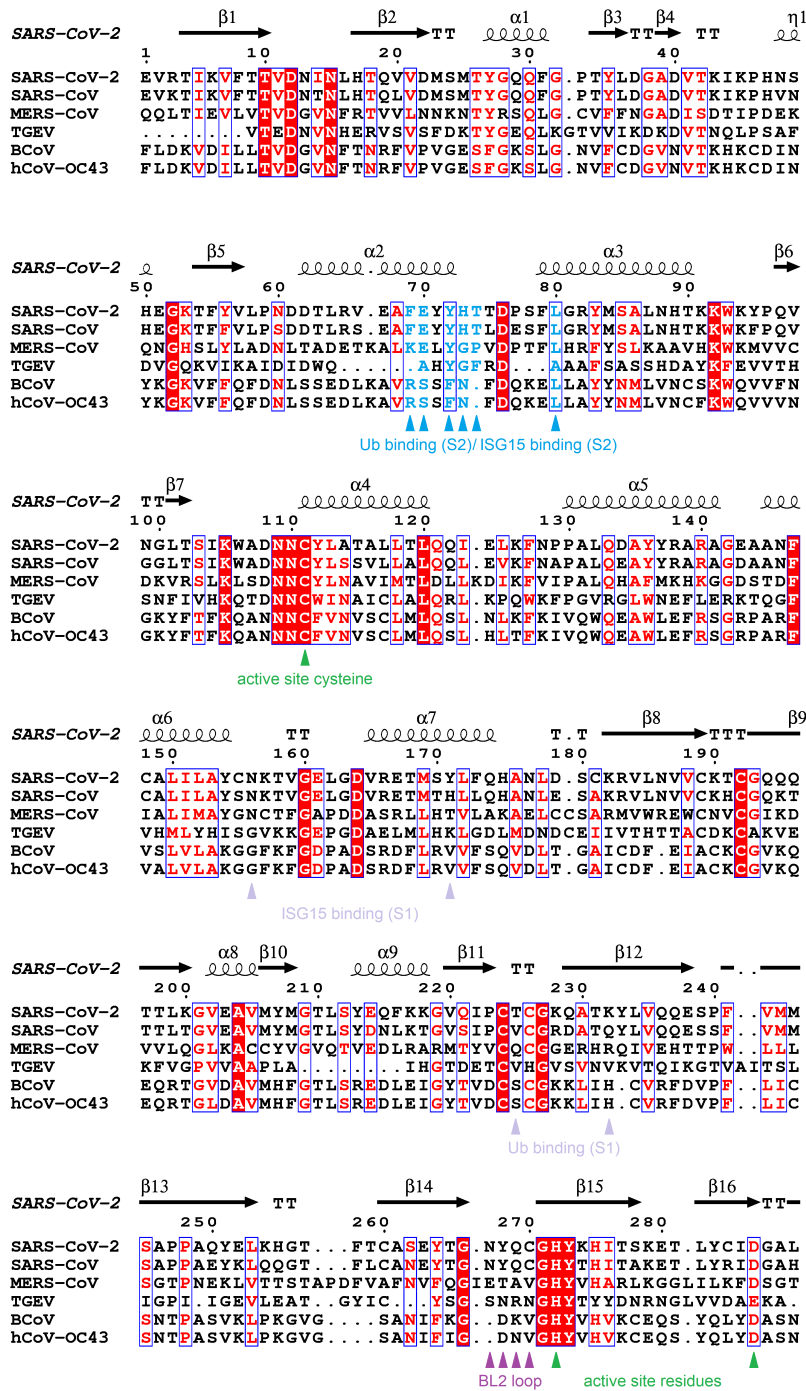 β1 β2 α1 β3 β4 η1
SARS-CoV-2 TT TT TT
1 10 20 30 40
SARS-CoV-2 EVRTIKVFTTVDNINLHTQVVDMSMTYGQQFG.PTYLDGADVTKIKPHNS
SARS-CoV EVKTIKVFTTVDNTNLHTQLVDMSMTYGQQFG.PTYLDGADVTKIKPHVN
MERS-CoV QQLTIEVLVTVDGVNFRTVVLNNKNTYRSQLG.CVFFNGADISDTIPDEK
TGEV .......VTEDNVNHERVSVSFDKTYGEQLKGTVVIKDKDVTNQLPSAF
BCoV FLDKVDILLTVDGVNFTNRFVPVGESFGKSLG.NVFCDGVNVTKHKCDIN
hCoV-OC43 FLDKVDILLTVDGVNFTNRFVPVGESFGKSLG.NVFCDGVNVTKHKCDIN
β5 α2 α3 β6
SARS-CoV-2
50 60 70 80 90
SARS-CoV-2 HEGKTFYVLPNDDTLRV.EAFEYYHTTDPSFLGRYMSALNHTKKWKYPQV
SARS-CoV HEGKTFFVLPSDDTLRS.EAFEYYHTLDESFLGRYMSALNHTKKWKFPQV
MERS-CoV QNGHSLYLADNLTADETKALKELYGPVDPTFLHRFYSLKAAVHKWKMVVC
TGEV DVGQKVIKAIDIDWQ.....AHYGFRDAAAFSASSHDAYKFEVVTH
BCoV YKGKVFFQFDNLSSEDLKAVRSSFN.FDQKELLAYYNMLVNCSKWQVVVN
hCoV-OC43 YKGKVFFQFDNLSSEDLKAVRSSFN.FDQKELLAYYNMLVNCFKWQVVVN
Ub binding (S2)/ ISG15 binding (S2)
β7 α4 α5
SARS-CoV-2 TT
100 110 120 130 140
SARS-CoV-2 NGLTSIKWADNNCYLATALLTLQQI.ELKFNPPALQDAYYRARAGEAANF
SARS-CoV GGLTSIKWADNNCYLSSVLLALQQL.EVKFNAPALQEAYYRARAGDAANF
MERS-CoV DKVRSLKLSDNNCYLNAVIMTLDLLKDIKFVIPALQHAFMKHKGGDSTDF
TGEV SNFIVHKQTDNNCWINAICLALQRLKPQWKFPGVRGLWNEFLERKTQGF
BCoV GKYFTFKQANNNCFVNVSCLMLQSL.NLKFKIVQWQEAWLEFRSGRPARF
hCoV-OC43 GKYFTFKQANNNCFVNVSCLMLQSL.HLTFKIVQWQEAWLEFRSGRPARF
active site cysteine
α6 α7 β8 β9
SARS-CoV-2 TT T.T TTT
150 160 170 180 190
SARS-CoV-2 CALILAYCNKTVGELGDVRETMSYLFQHANLD.SCKRVLNVVCKTCGQQQ
SARS-CoV CALILAYSNKTVGELGDVRETMTHLLQHANLE.SAKRVLNVVCKHCGQKT
MERS-CoV IALIMAYGNCTFGAPDDASRLLHTVLAKAELCCSARMVWREWCNVCGIKD
TGEV VHMLYHISGVKKGEPGDAELMLHKLGDLMDNDCEIIVTHTTACDKCAKVE
BCoV VSLVLAKGGFKFGDPADSRDFLRVVFSQVDLT.GAICDF.EIACKCGVKQ
hCoV-OC43 VALVLAKGGFKFGDPADSRDFLRVVFSQVDLT.GAICDF.EIACKCGVKQ
ISG15 binding (S1)
α8 β10 α9 β11 β12
SARS-CoV-2 TT ..
200 210 220 230 240
SARS-CoV-2 TTLKGVEAVMYMGTLSYEQFKKGVQIPCTCGKQATKYLVQQESPF..VMM
SARS-CoV TTLTGVEAVMYMGTLSYDNLKTGVSIPCVCGRDATQYLVQQESSF..VMM
MERS-CoV VVLQGLKACCYVGVQTVEDLRARMTYVCQCGGERHRQIVEHTTPW..LLL
TGEV KFVGPVVAAPLA.......IHGTDETCVHGVSVNVKVTQIKGTVAITSL
BCoV EQRTGVDAVMHFGTLSREDLEIGYTVDCSCGKKLIHCVRFDVPF..LIC
hCoV-OC43 EQRTGLDAVMHFGTLSREDLEIGYTVDCSCGKKLIHCVRFDVPF..LIC
Ub binding (S1)
β13 β14 β15 β16
SARS-CoV-2 TT TT
250 260 270 280
SARS-CoV-2 SAPPAQYELKHGT...FTCASEYTG.NYQCGHYKHITSKET.LYCIDGAL
SARS-CoV SAPPAEYKLQQGT...FLCANEYTG.NYQCGHYTHITAKET.LYRIDGAH
MERS-CoV SGTPNEKLVTTSTAPDFVAFNVFQGIETAVGHYVHARLKGGLILKFDSGT
TGEV IGPI.IGEVLEAT..GYIC..YSG.SNRNGHYTYYDNRNGLVVDAEKA.
BCoV SNTPASVKLPKGVG....SANIFIG..DKVGHYVHVKCEQS.YQLYDASN
hCoV-OC43 SNTPASVKLPKGVG....SANIFIG..DNVGHYVHVKCEQS.YQLYDASN
BL2 loop active site residues